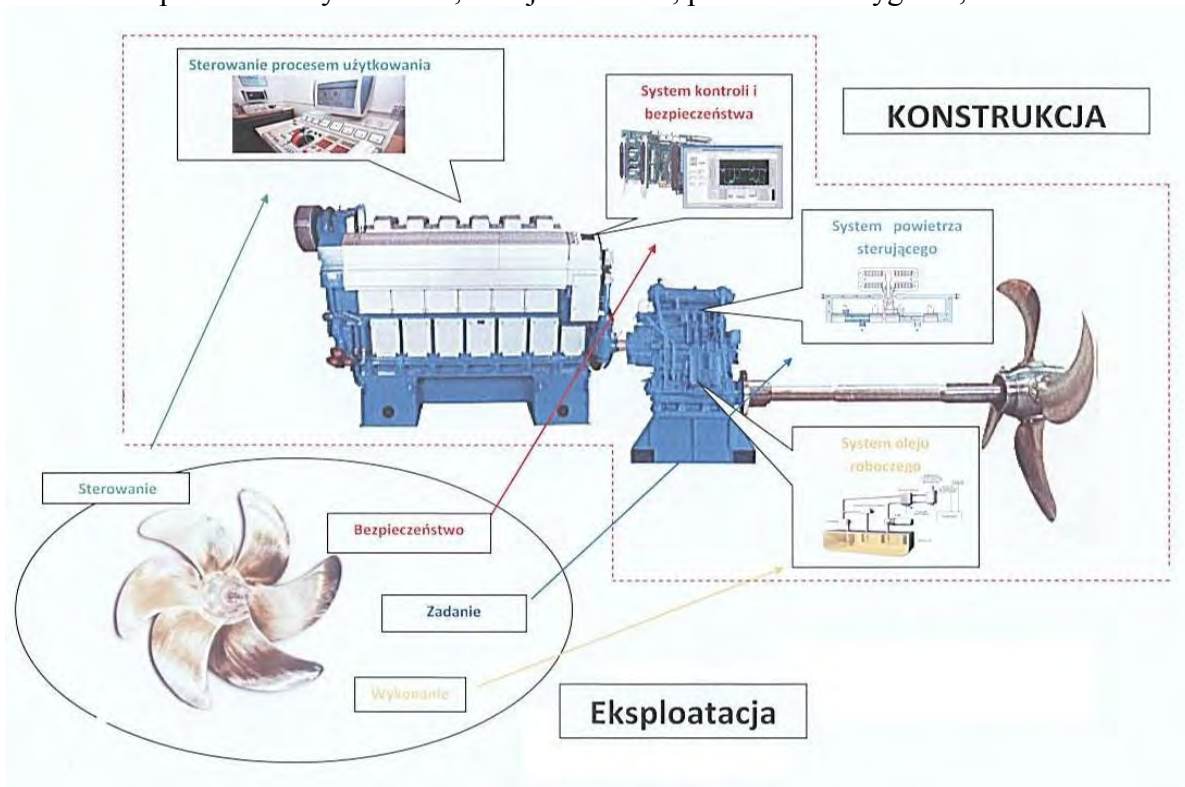 Sterowanie procesem użytkowania
System kontroli i
bezpieczeństwa
KONSTRUKCJA
System powietrza
sterującego
System oleju
roboczego
Sterowanie
Bezpieczeństwo
Zadanie
Wykonanie
Eksploatacja